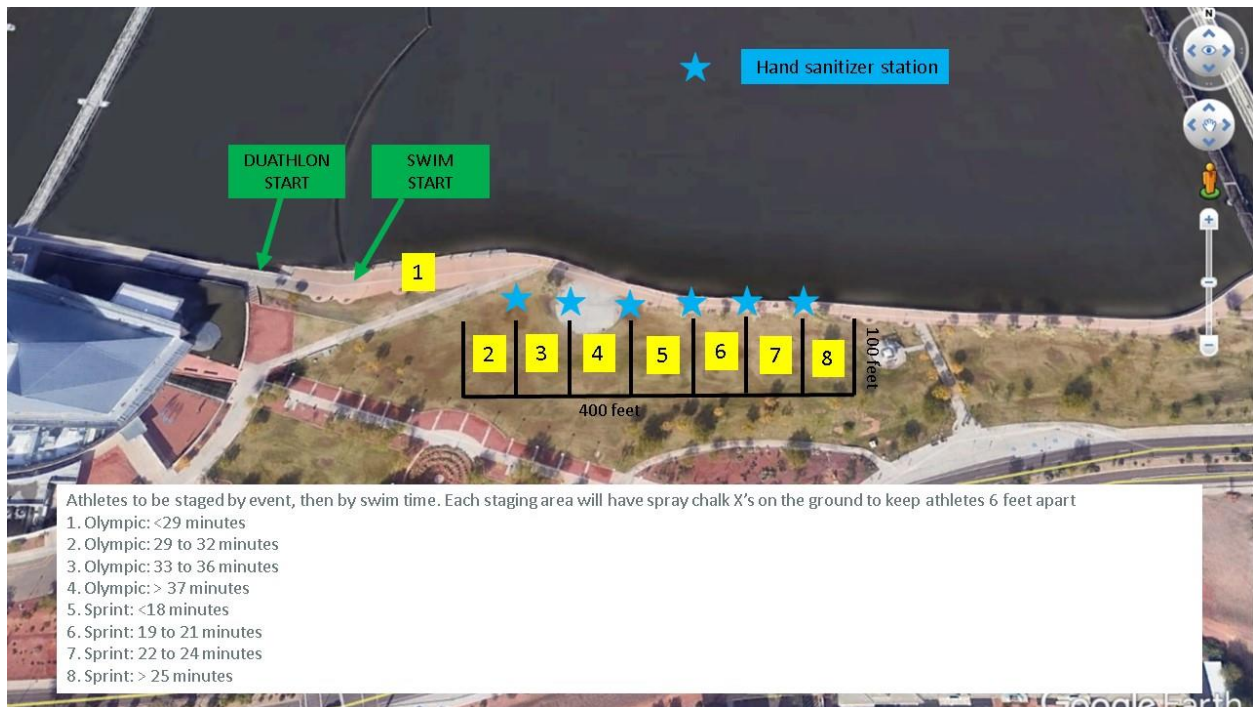 N
Hand sanitizer station
DUATHLON
START
SWIM
START
1
2
3
4
5
6
7
8
100 feet
400 feet
Athletes to be staged by event, then by swim time. Each staging area will have spray chalk X's on the ground to keep athletes 6 feet apart
1. Olympic: <29 minutes
2. Olympic: 29 to 32 minutes
3. Olympic: 33 to 36 minutes
4. Olympic: > 37 minutes
5. Sprint: <18 minutes
6. Sprint: 19 to 21 minutes
7. Sprint: 22 to 24 minutes
8. Sprint: > 25 minutes
Google Earth